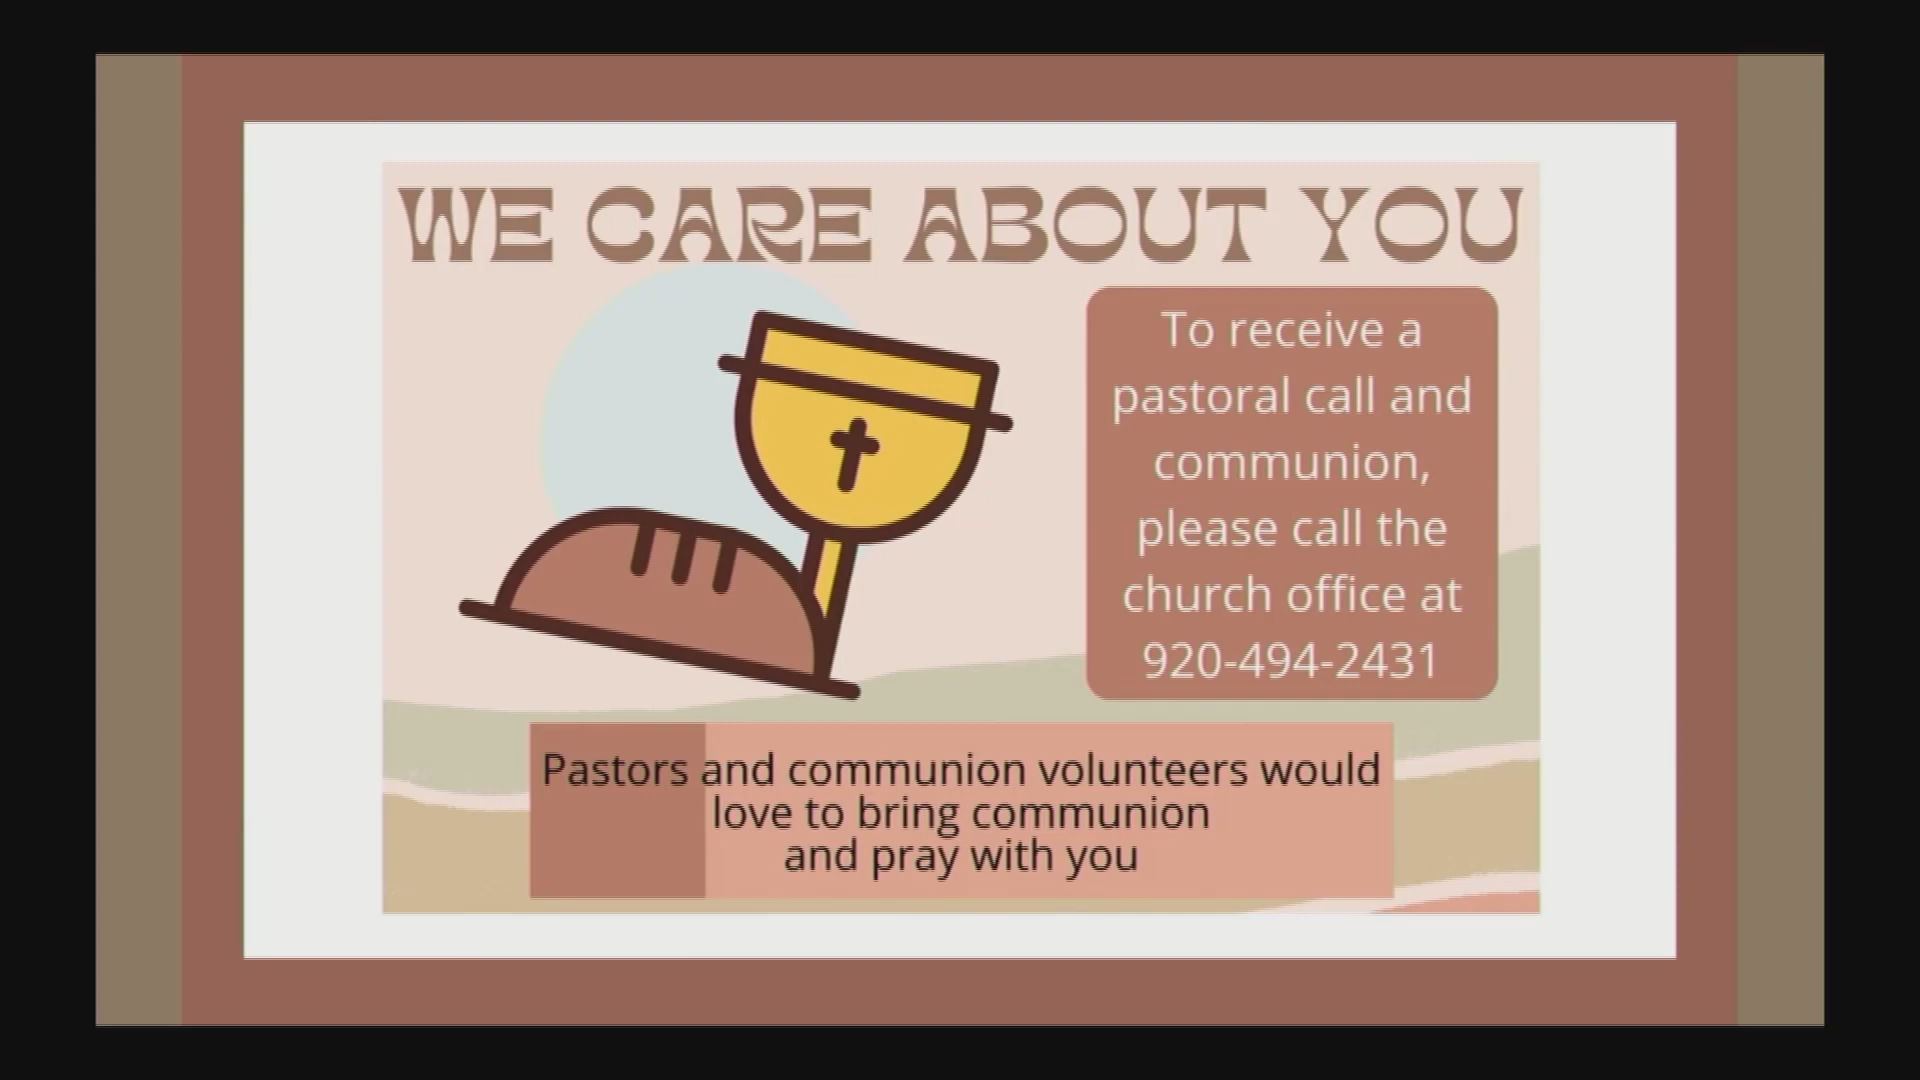 WE CARE ABOUT YOU
To receive a
pastoral call and
communion,
please call the
church office at
920-494-2431
Pastors and communion volunteers would
love to bring communion
and pray with you